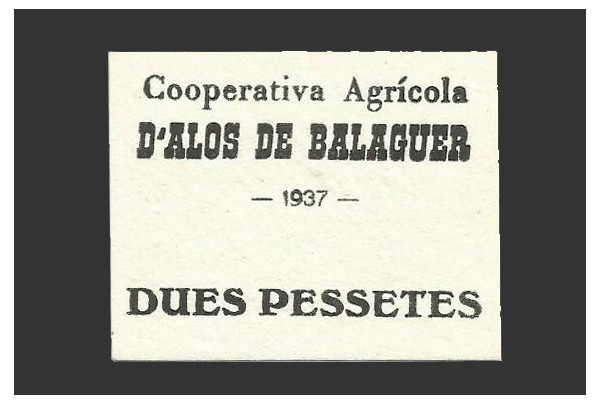 Cooperativa Agrícola
D'ALOS DE BALAGUER
— 1937 —
DUES PESSETES